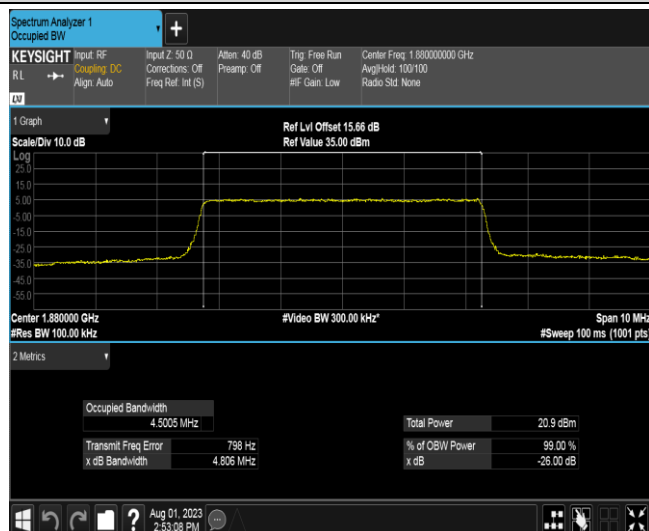 Spectrum Analyzer 1
Occupied BW
KEYSIGHT
RL
LXI
Input: RF
Coupling: DC
Align: Auto
Input Z: 50 Ω
Corrections: Off
Freq Ref: Int (S)
Atten: 40 dB
Preamp: Off
Trig: Free Run
Gate: Off
#IF Gain: Low
Center Freq: 1.880000000 GHz
Avg|Hold: 100/100
Radio Std: None
1 Graph
Scale/Div 10.0 dB
Ref Lvl Offset 15.66 dB
Ref Value 35.00 dBm
Log
25.0
15.0
5.00
-5.00
-15.0
-25.0
-35.0
-45.0
-55.0
Center 1.880000 GHz
#Res BW 100.00 kHz
#Video BW 300.00 kHz*
Span 10 MHz
#Sweep 100 ms (1001 pts)
2 Metrics
Occupied Bandwidth
4.5005 MHz
Transmit Freq Error 798 Hz
x dB Bandwidth 4.806 MHz
Total Power 20.9 dBm
% of OBW Power 99.00 %
x dB -26.00 dB
Aug 01, 2023
2:53:08 PM